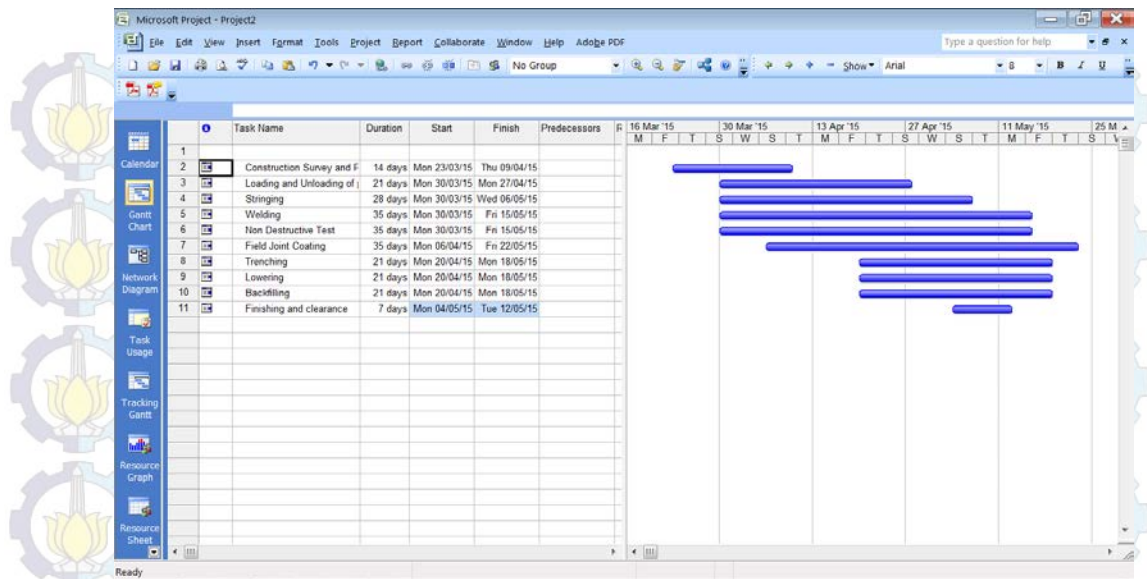 Microsoft Project - Project2
File Edit View Insert Format Tools Project Report Collaborate Window Help Adobe PDF Type a question for help
No Group Show Arial 8 B I U
Task Name Duration Start Finish Predecessors R 16 Mar '15 30 Mar '15 13 Apr '15 27 Apr '15 11 May '15 25 M
M F T S W S T M F T S W S T M F T S
1
2 Construction Survey and 14 days Mon 23/03/15 Thu 09/04/15
3 Loading and Unloading of 21 days Mon 30/03/15 Mon 27/04/15
4 Stringing 28 days Mon 30/03/15 Wed 06/05/15
5 Welding 35 days Mon 30/03/15 Fri 15/05/15
6 Non Destructive Test 35 days Mon 30/03/15 Fri 15/05/15
7 Field Joint Coating 35 days Mon 06/04/15 Fri 22/05/15
8 Trenching 21 days Mon 20/04/15 Mon 18/05/15
9 Lowering 21 days Mon 20/04/15 Mon 18/05/15
10 Backfilling 21 days Mon 20/04/15 Mon 18/05/15
11 Finishing and clearance 7 days Mon 04/05/15 Tue 12/05/15
Calendar
Gantt
Chart
Network
Diagram
Task
Usage
Tracking
Gantt
Resource
Graph
Resource
Sheet
Ready